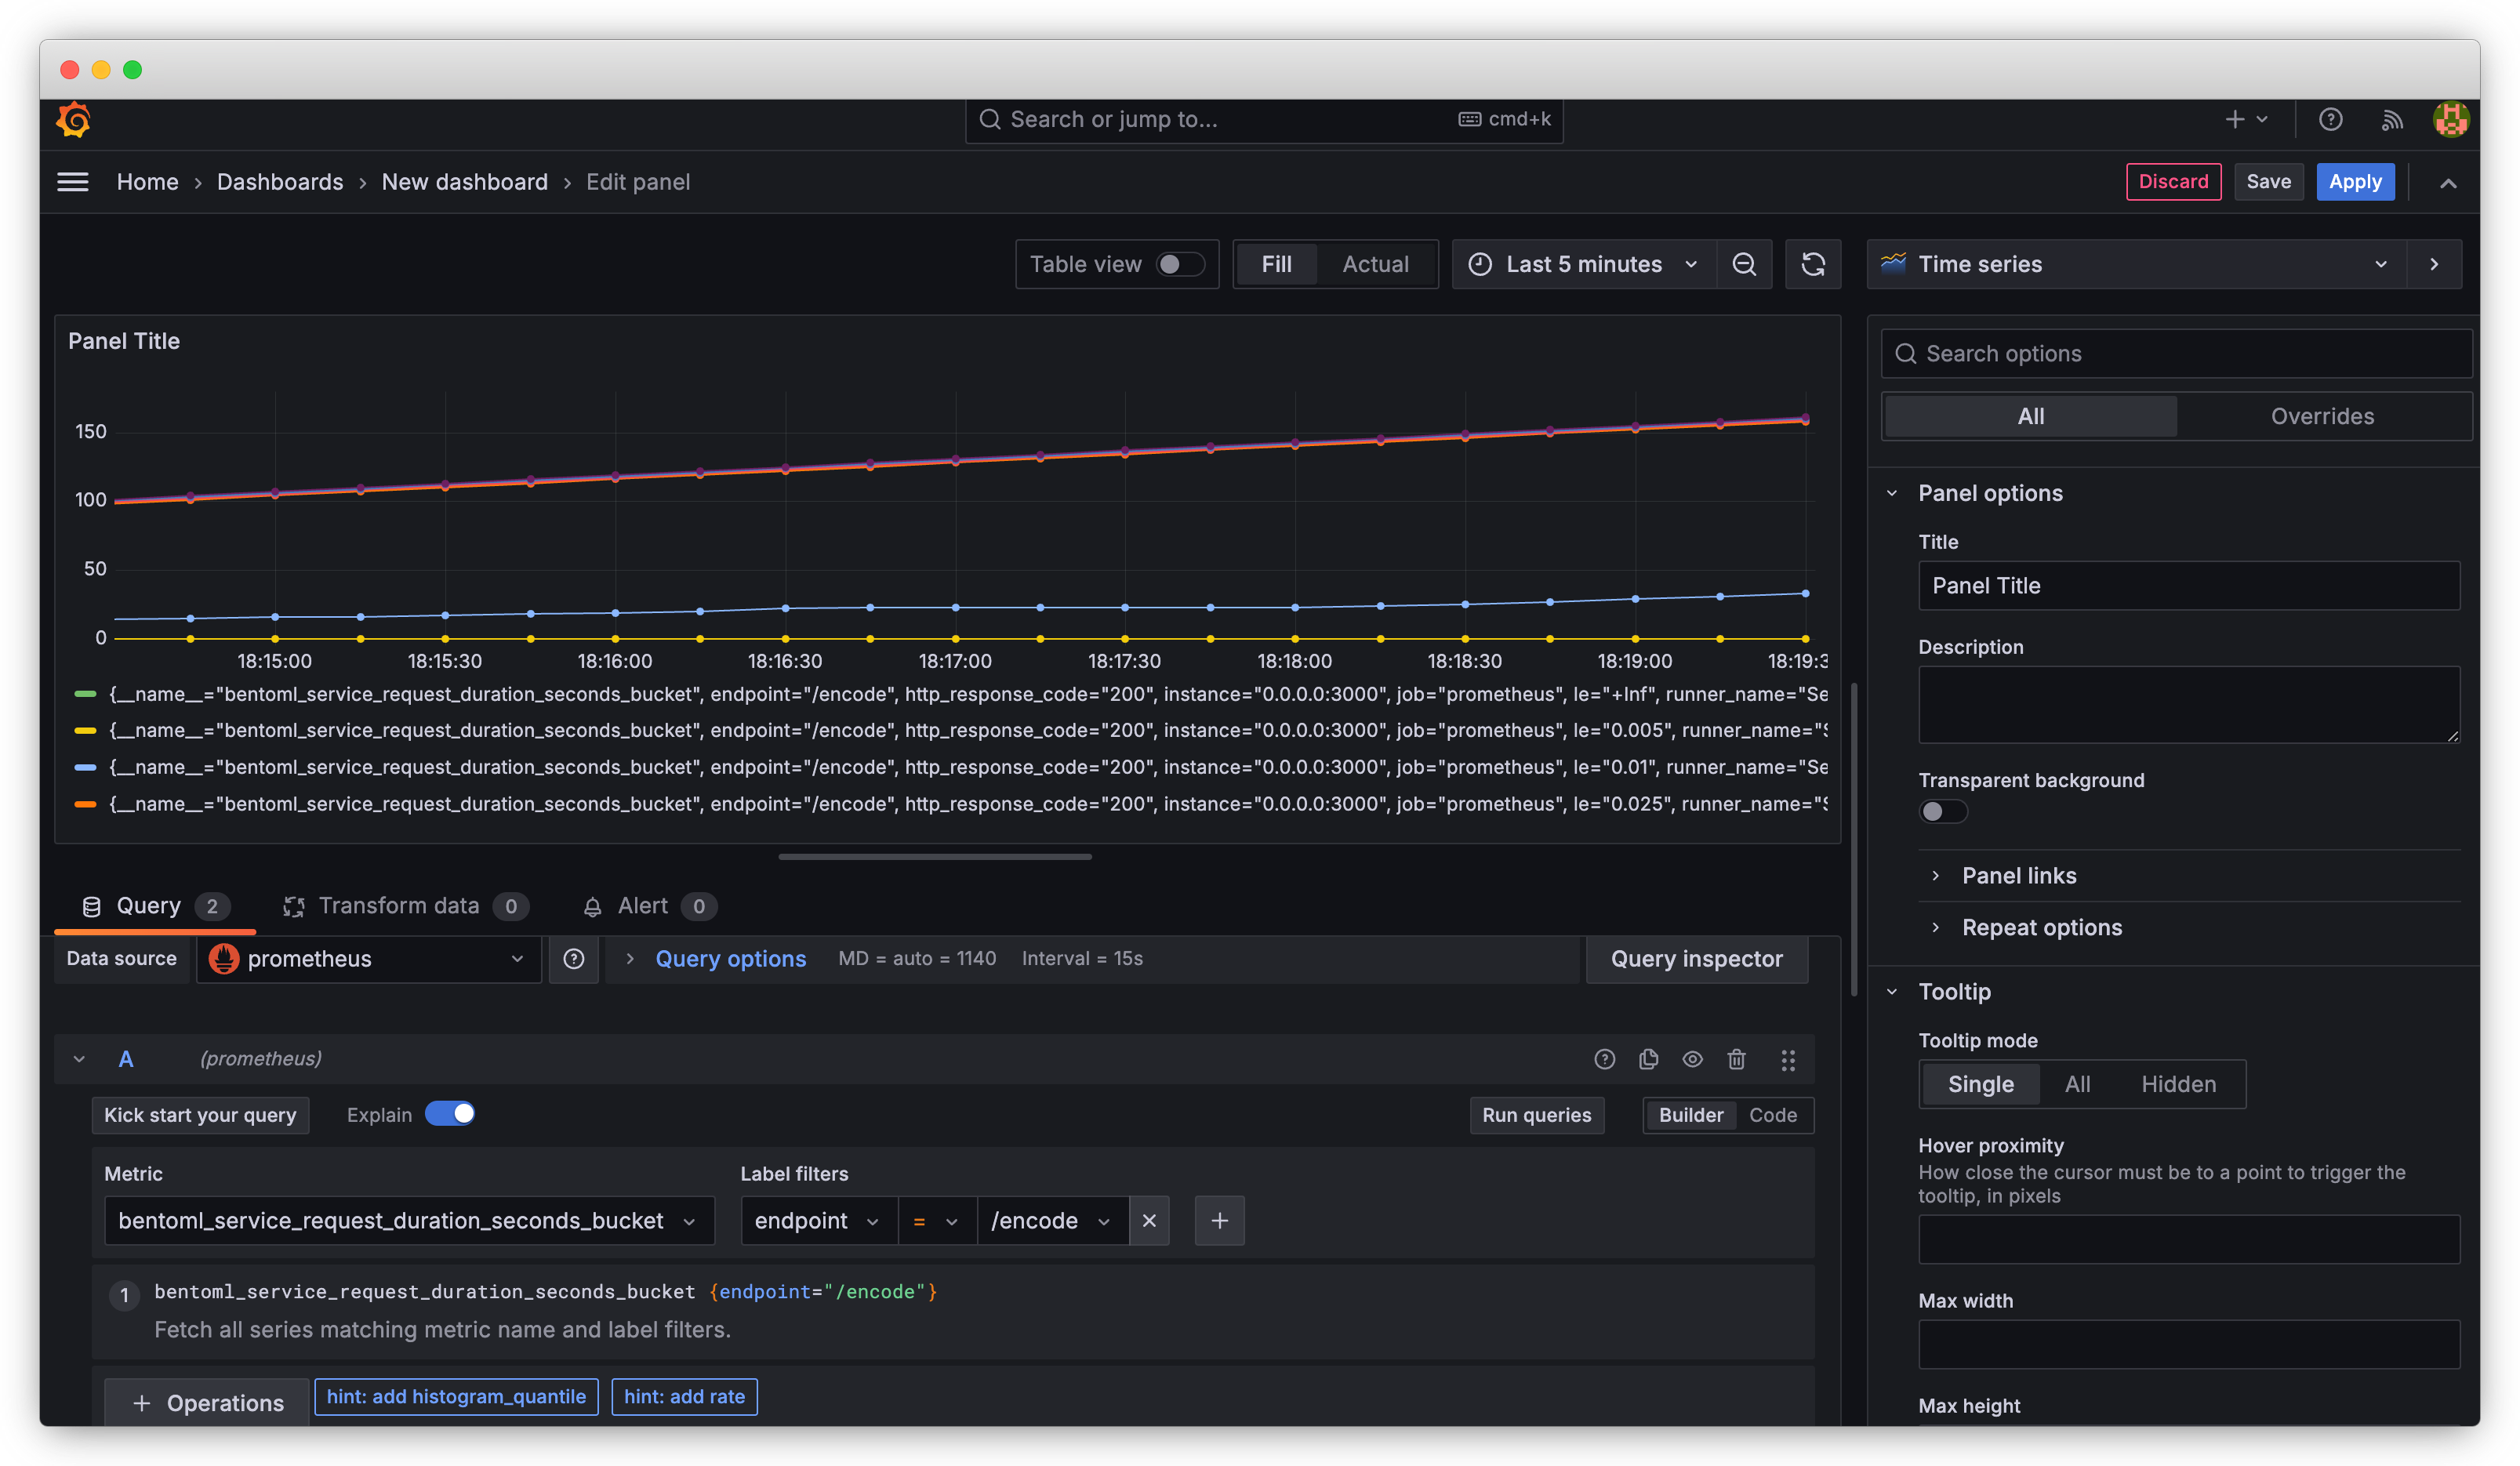 Search or jump to...
cmd+k
Home › Dashboards › New dashboard › Edit panel
Discard
Save
Apply
Table view
Fill
Actual
Last 5 minutes
Time series
Panel Title
150
100
50
0
18:15:00
18:15:30
18:16:00
18:16:30
18:17:00
18:17:30
18:18:00
18:18:30
18:19:00
18:19:3
{__name__="bentoml_service_request_duration_seconds_bucket", endpoint="/encode", http_response_code="200", instance="0.0.0.0:3000", job="prometheus", le="+Inf", runner_name="Se
{__name__="bentoml_service_request_duration_seconds_bucket", endpoint="/encode", http_response_code="200", instance="0.0.0.0:3000", job="prometheus", le="0.005", runner_name="S
{__name__="bentoml_service_request_duration_seconds_bucket", endpoint="/encode", http_response_code="200", instance="0.0.0.0:3000", job="prometheus", le="0.01", runner_name="Se
{__name__="bentoml_service_request_duration_seconds_bucket", endpoint="/encode", http_response_code="200", instance="0.0.0.0:3000", job="prometheus", le="0.025", runner_name="S
Query 2
Transform data 0
Alert 0
Data source
prometheus
Query options
MD = auto = 1140
Interval = 15s
Query inspector
A
(prometheus)
Kick start your query
Explain
Run queries
Builder
Code
Metric
Label filters
bentoml_service_request_duration_seconds_bucket
endpoint
=
/encode
1
bentoml_service_request_duration_seconds_bucket {endpoint="/encode"}
Fetch all series matching metric name and label filters.
+ Operations
hint: add histogram_quantile
hint: add rate
Search options
All
Overrides
Panel options
Title
Panel Title
Description
Transparent background
Panel links
Repeat options
Tooltip
Tooltip mode
Single
All
Hidden
Hover proximity
How close the cursor must be to a point to trigger the
tooltip, in pixels
Max width
Max height